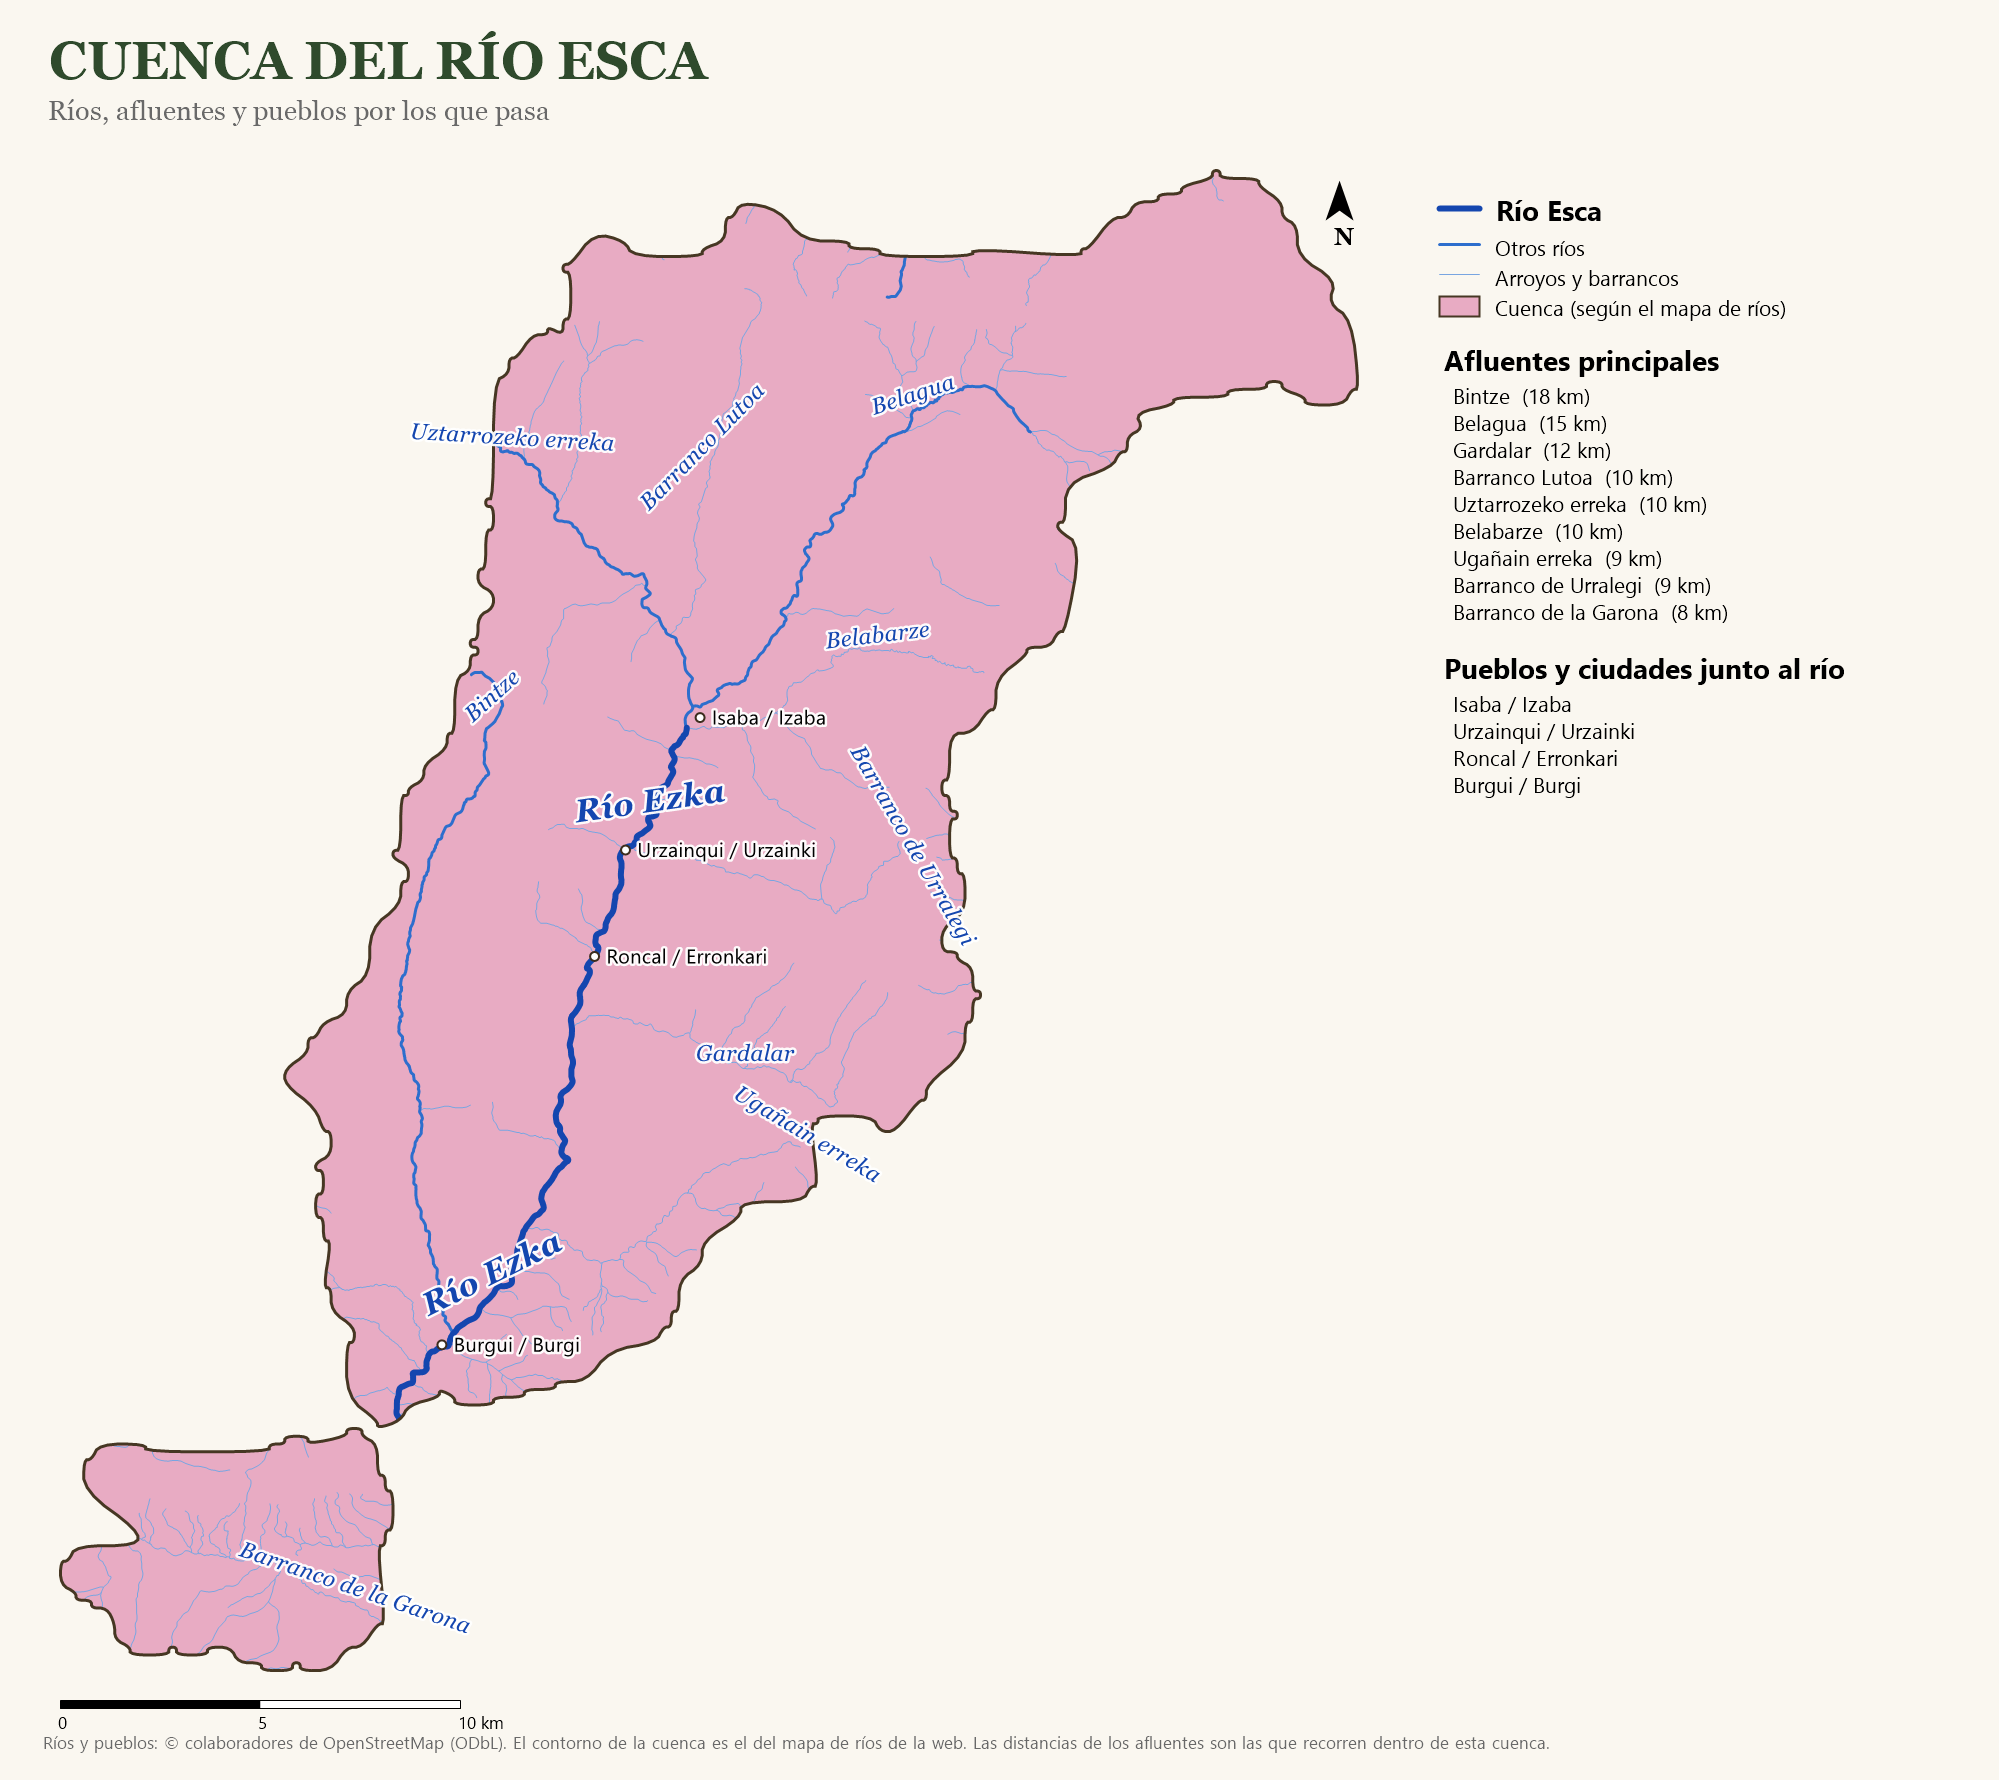 CUENCA DEL RÍO ESCA
Ríos, afluentes y pueblos por los que pasa
N
Río Esca
Otros ríos
Arroyos y barrancos
Cuenca (según el mapa de ríos)
Afluentes principales
Bintze (18 km)
Belagua (15 km)
Gardalar (12 km)
Barranco Lutoa (10 km)
Uztarrozeko erreka (10 km)
Belabarze (10 km)
Ugañain erreka (9 km)
Barranco de Urralegi (9 km)
Barranco de la Garona (8 km)
Pueblos y ciudades junto al río
Isaba / Izaba
Urzainqui / Urzainki
Roncal / Erronkari
Burgui / Burgi
Uztarrozeko erreka
Barranco Lutoa
Belagua
Belabarze
Bintze
Isaba / Izaba
Río Ezka
Barranco de Urralegi
Urzainqui / Urzainki
Roncal / Erronkari
Gardalar
Ugañain erreka
Río Ezka
Burgui / Burgi
Barranco de la Garona
0 5 10 km
Ríos y pueblos: © colaboradores de OpenStreetMap (ODbL). El contorno de la cuenca es el del mapa de ríos de la web. Las distancias de los afluentes son las que recorren dentro de esta cuenca.